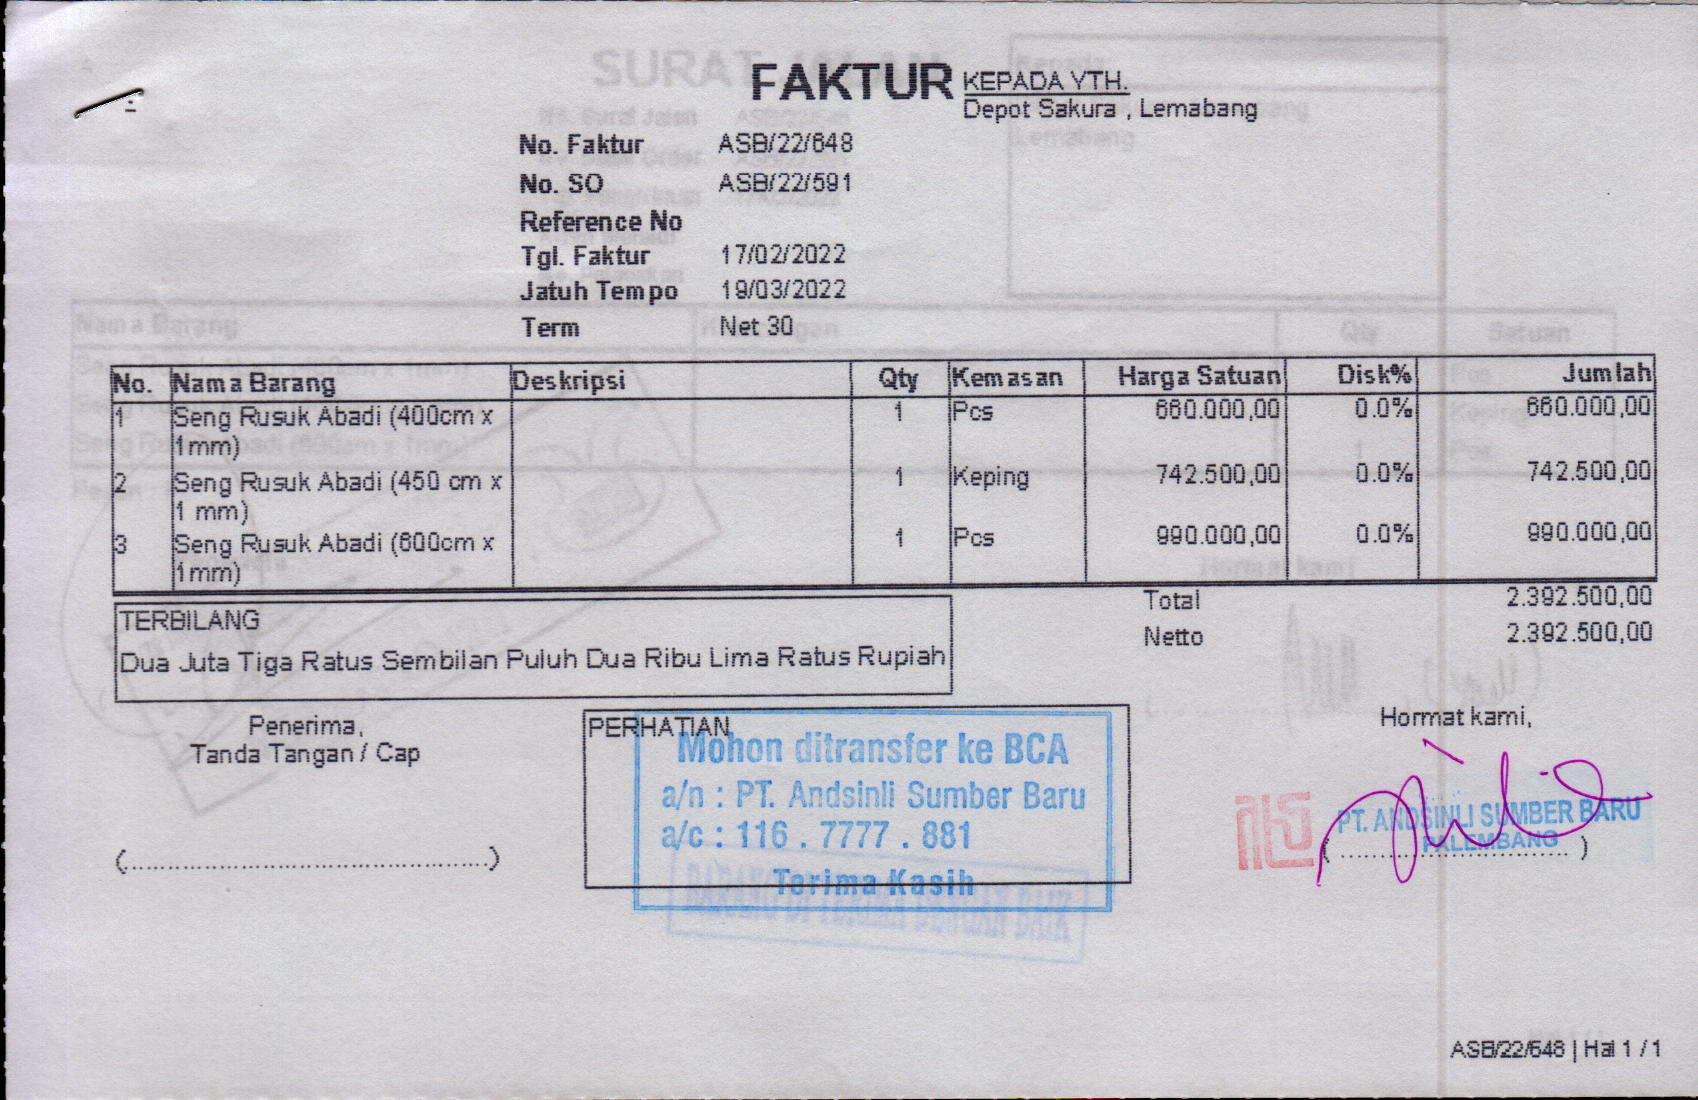 FAKTUR
KEPADA YTH.
Depot Sakura , Lemabang
No. Faktur ASB/22/648
No. SO ASB/22/591
Reference No
Tgl. Faktur 17/02/2022
Jatuh Tempo 19/03/2022
Term Net 30
No. Nama Barang Deskripsi Qty Kemasan Harga Satuan Disk% Jumlah
1 Seng Rusuk Abadi (400cm x 1 Pcs 660.000,00 0.0% 660.000,00
1mm)
2 Seng Rusuk Abadi (450 cm x 1 Keping 742.500,00 0.0% 742.500,00
1 mm)
3 Seng Rusuk Abadi (600cm x 1 Pcs 990.000,00 0.0% 990.000,00
1mm)
Total 2.392.500,00
Netto 2.392.500,00
TERBILANG
Dua Juta Tiga Ratus Sembilan Puluh Dua Ribu Lima Ratus Rupiah
Penerima,
Tanda Tangan / Cap
PERHATIAN
Mohon ditransfer ke BCA
a/n : PT. Andsinli Sumber Baru
a/c : 116 . 7777 . 881
Terima Kasih
BARANG DI TERIMA DENGAN BAIK
Hormat kami,
PT. ANDSINLI SUMBER BARU
PALEMBANG
ASB/22/648 | Hal 1 / 1